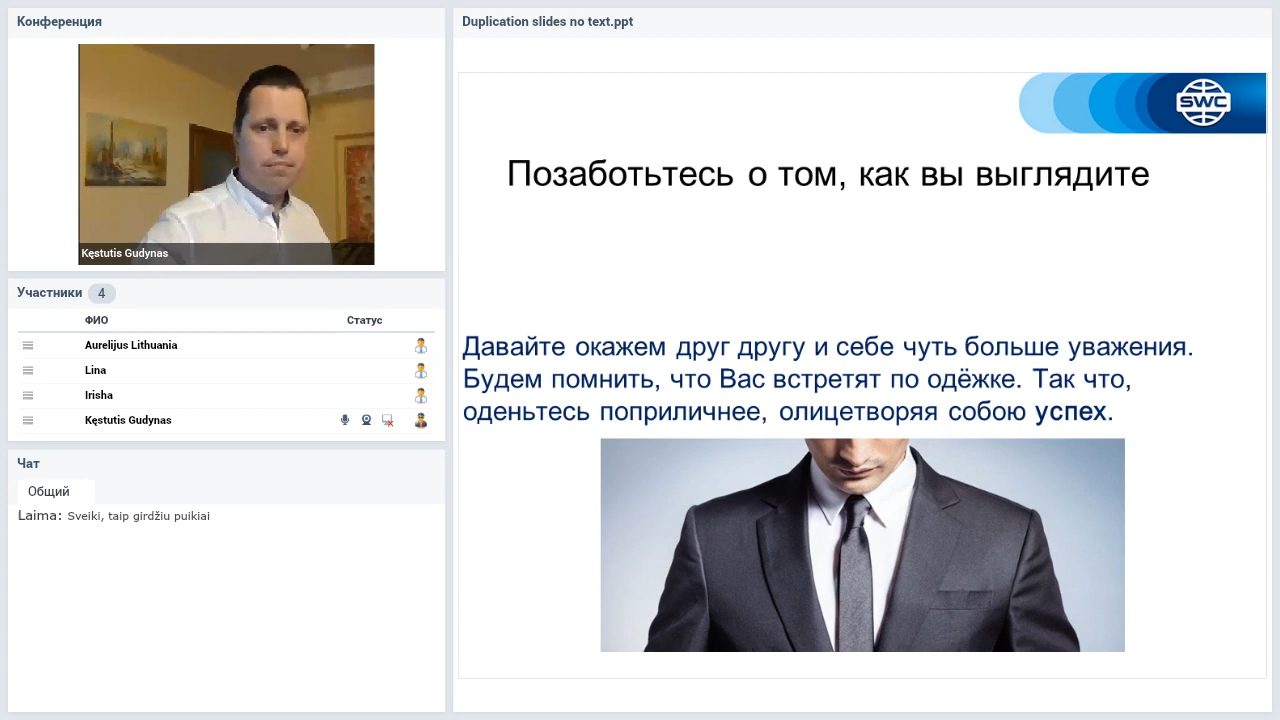 Конференция
Kęstutis Gudynas
Участники 4
ФИО Статус
Aurelijus Lithuania
Lina
Irisha
Kęstutis Gudynas
Чат
Общий
Laima: Sveiki, taip girdžiu puikiai
Duplication slides no text.ppt
SWC
Позаботьтесь о том, как вы выглядите
Давайте окажем друг другу и себе чуть больше уважения.
Будем помнить, что Вас встретят по одёжке. Так что,
оденьтесь поприличнее, олицетворяя собою успех.